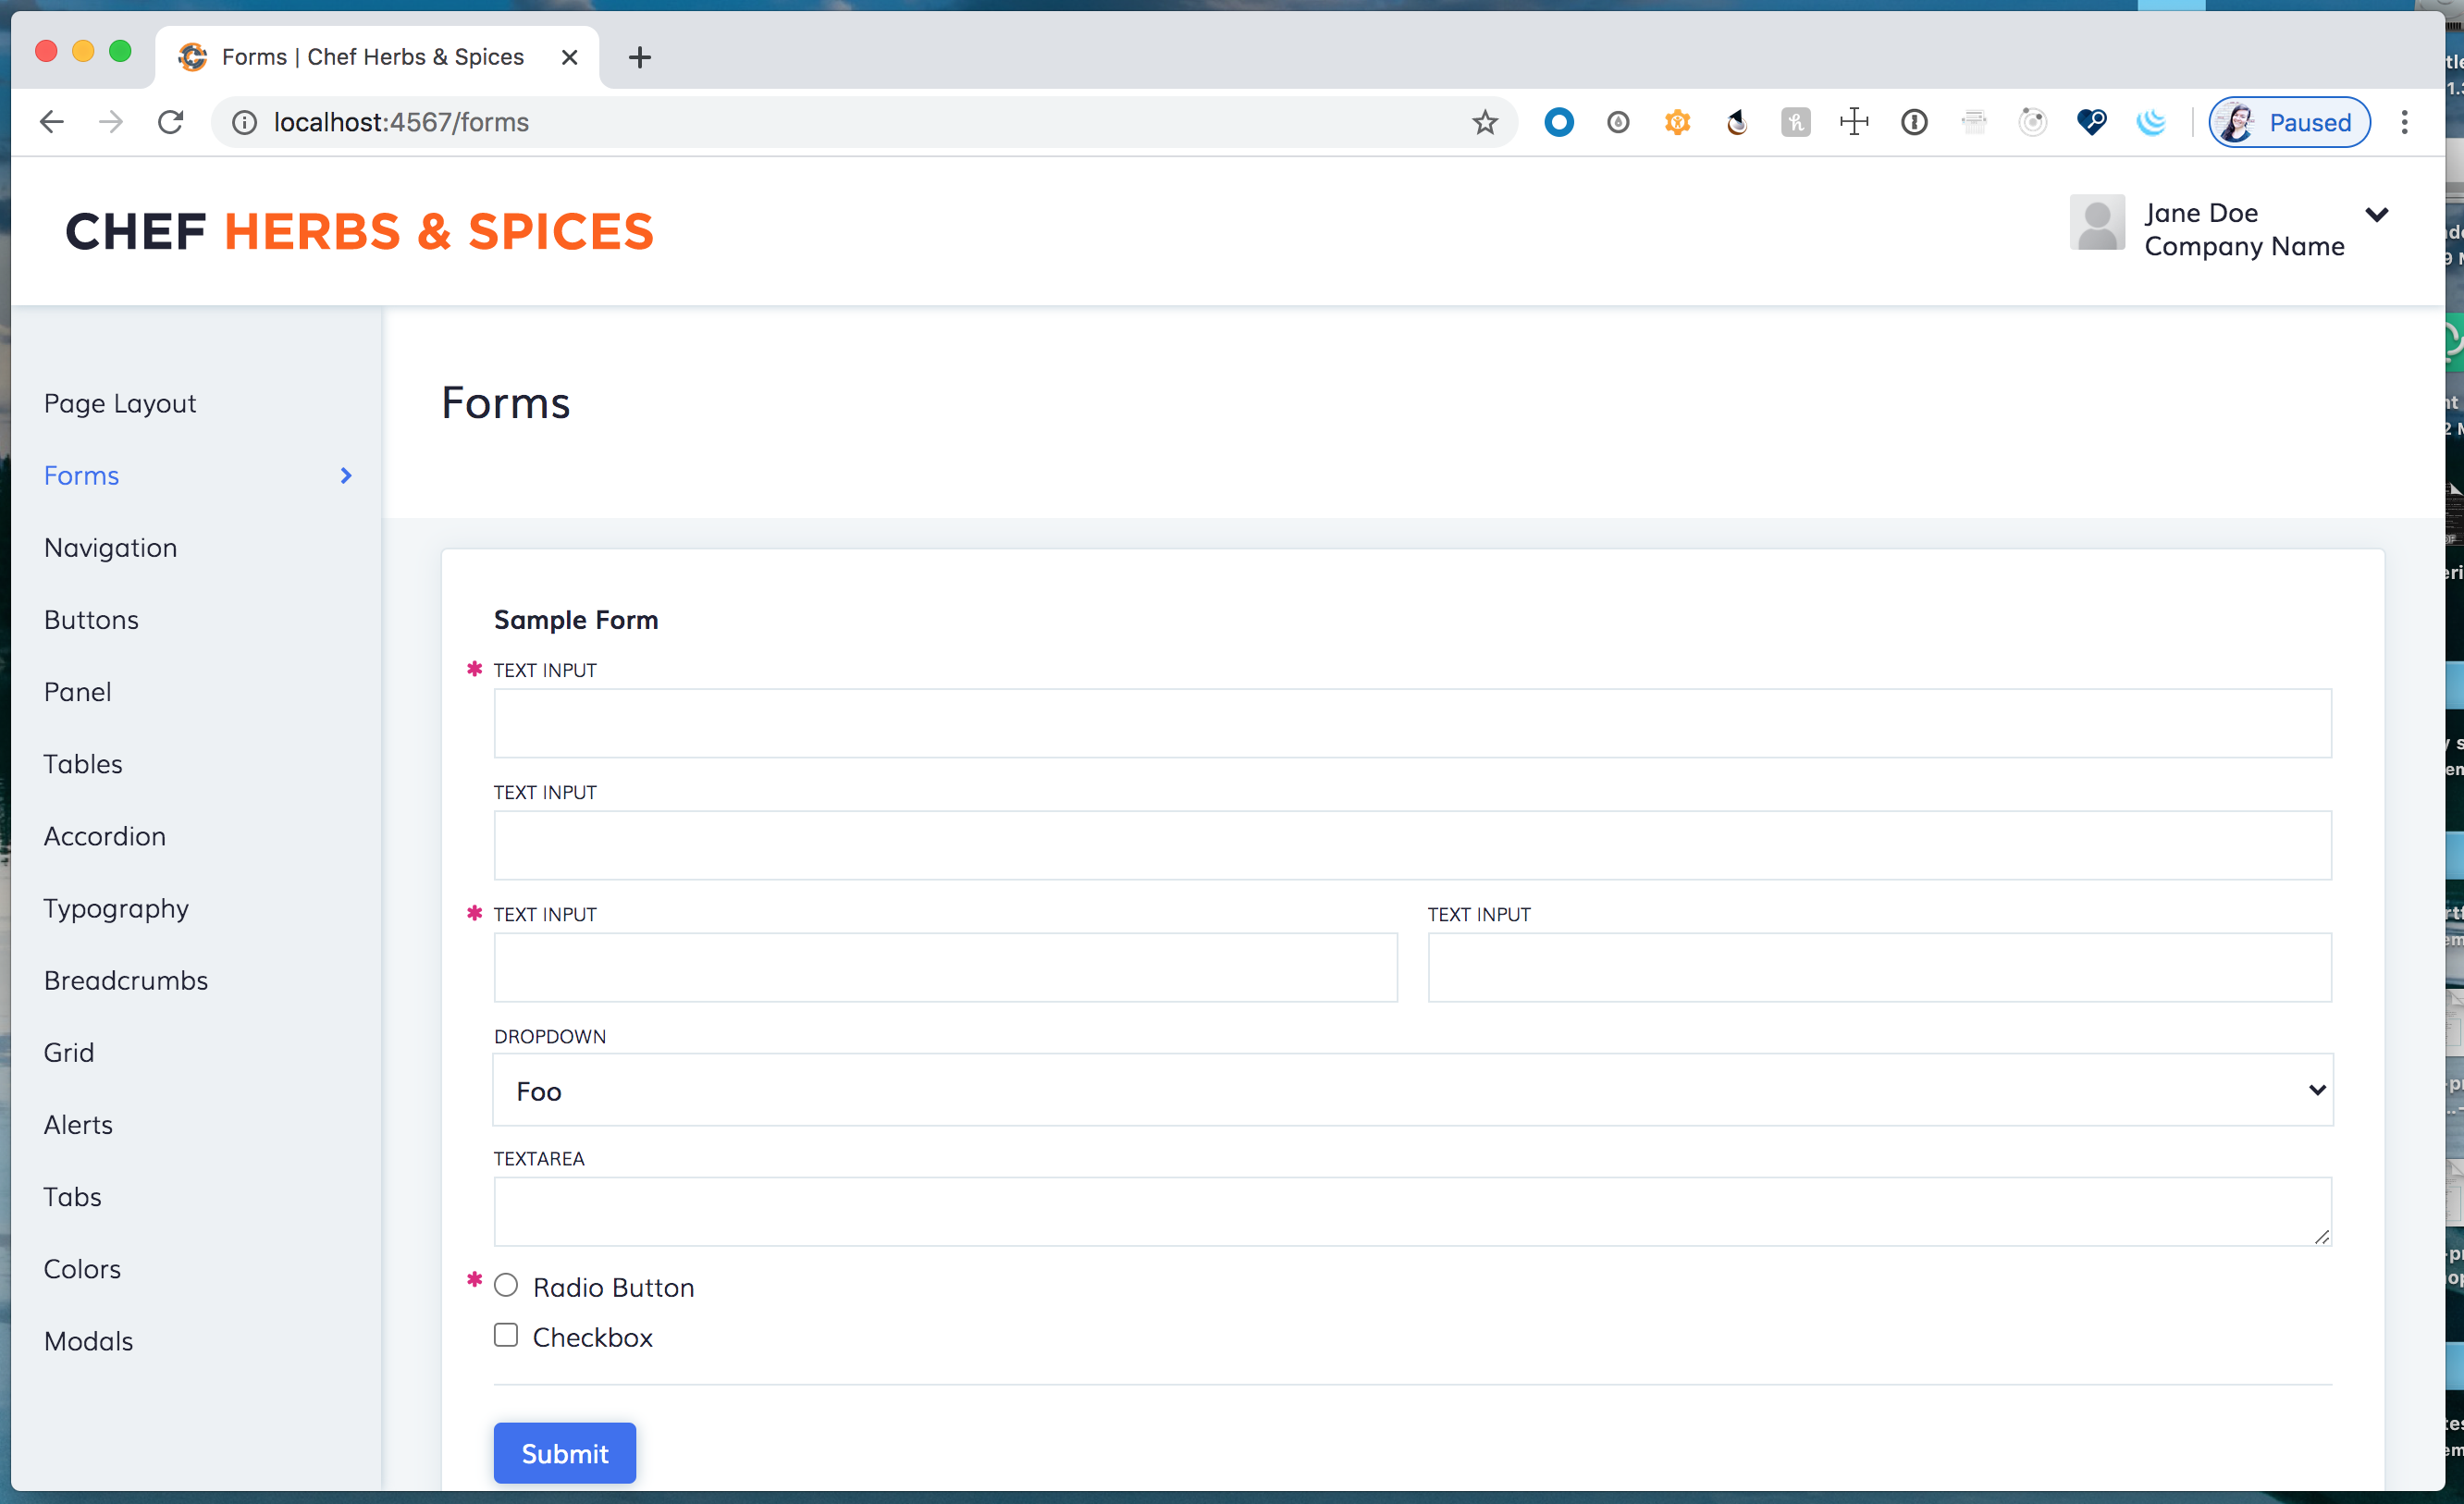 Forms | Chef Herbs & Spices
localhost:4567/forms
Paused
CHEF HERBS & SPICES
Jane Doe
Company Name
Page Layout
Forms
Navigation
Buttons
Panel
Tables
Accordion
Typography
Breadcrumbs
Grid
Alerts
Tabs
Colors
Modals
Forms
Sample Form
* TEXT INPUT
TEXT INPUT
* TEXT INPUT
TEXT INPUT
DROPDOWN
Foo
TEXTAREA
* Radio Button
Checkbox
Submit